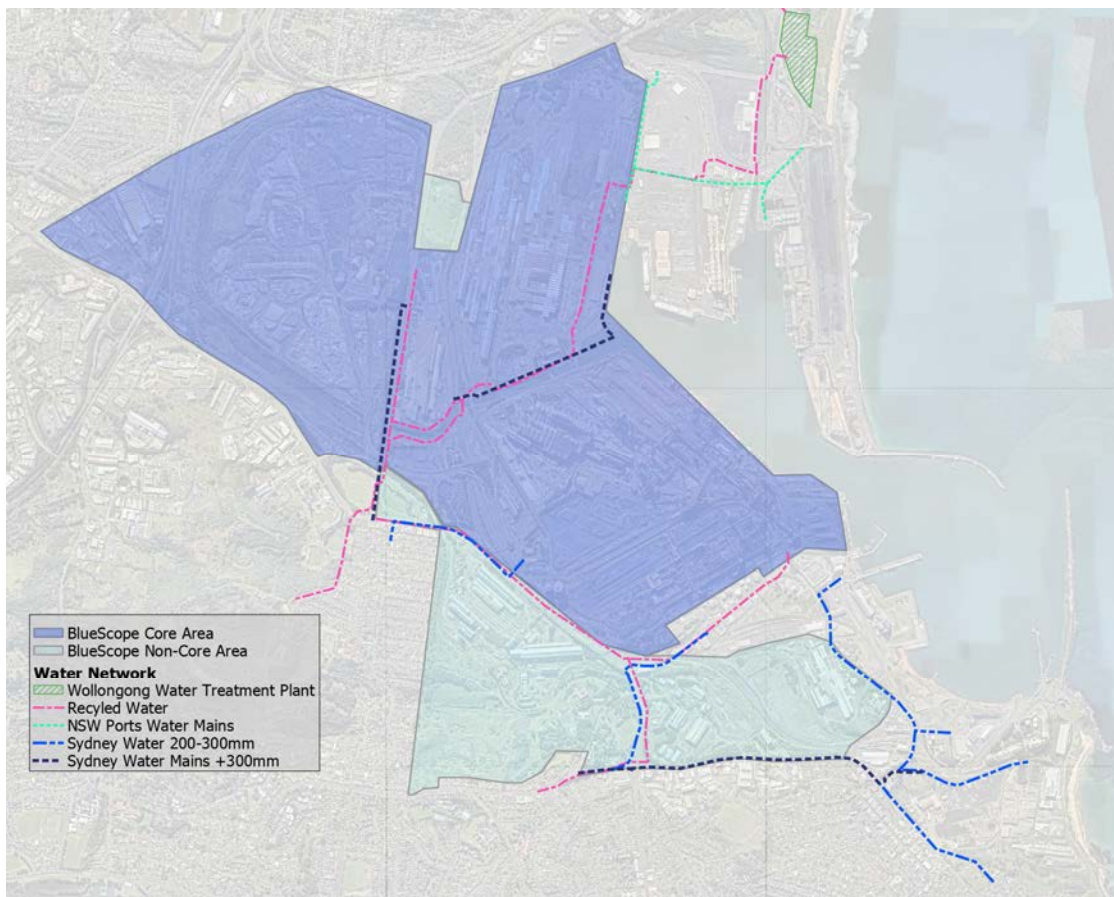 BlueScope Core Area
BlueScope Non-Core Area
Water Network
Wollongong Water Treatment Plant
Recyled Water
NSW Ports Water Mains
Sydney Water 200-300mm
Sydney Water Mains +300mm